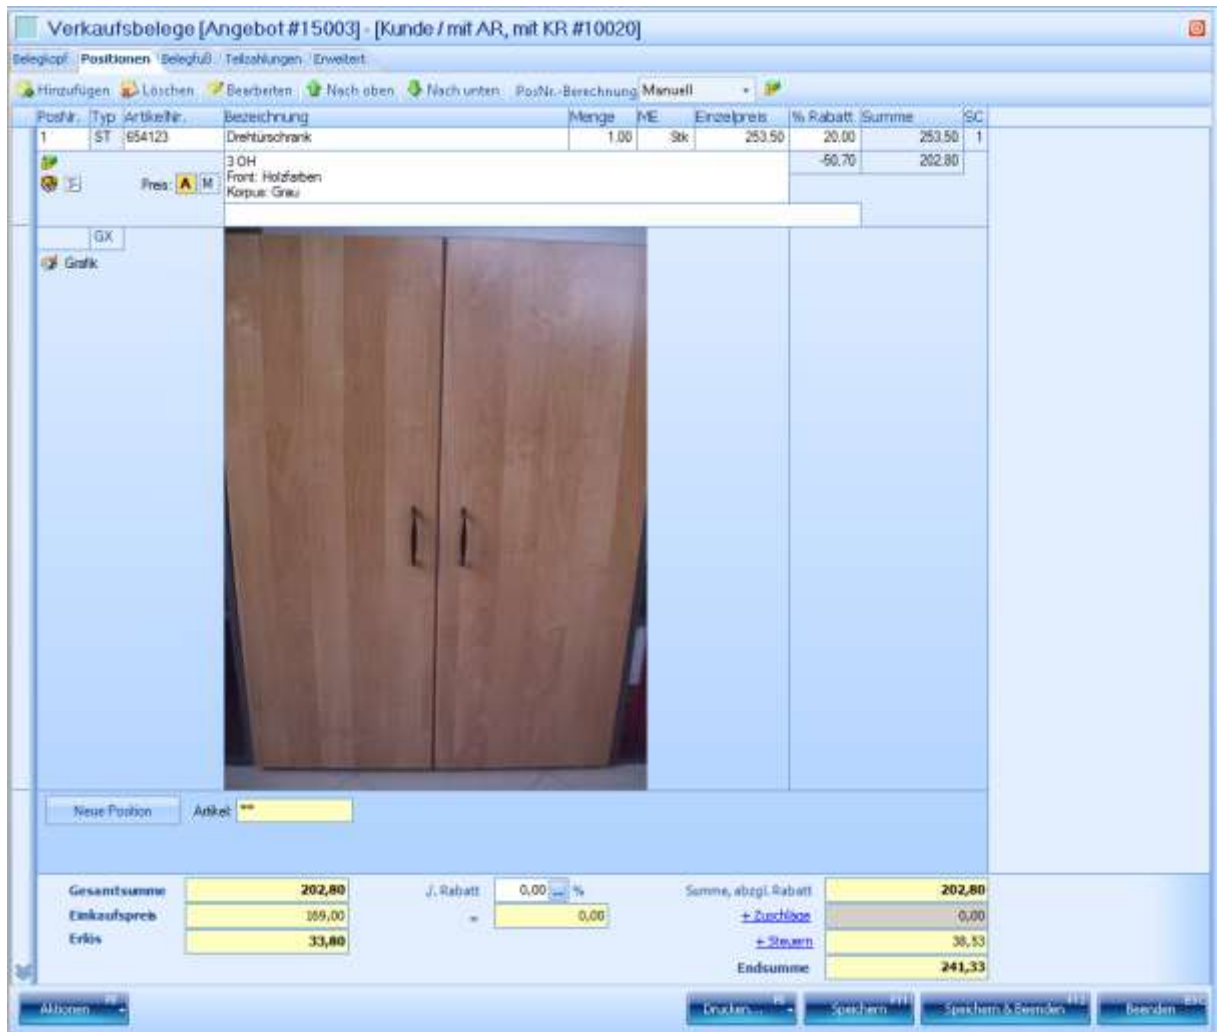 Verkaufsbelege [Angebot #15003] - [Kunde / mit AR, mit KR #10020]
Belegkopf Positionen Belegfuß Teilzahlungen Erweitert
Hinzufügen Löschen Bearbeiten Nach oben Nach unten PosNr.-Berechnung Manuell
PosNr. Typ ArtikelNr. Bezeichnung Menge ME Einzelpreis % Rabatt Summe SC
1 ST 654123 Drehtürschrank 1.00 Stk 253.50 20.00 253.50 1
3 OH -50.70 202.80
Front: Holzfarben
Preis: A M
Korpus: Grau
GX
Grafik
Neue Position Artikel: **
Gesamtsumme 202,80 ./. Rabatt 0,00 ... % Summe, abzgl. Rabatt 202,80
Einkaufspreis 169,00 = 0,00 + Zuschläge 0,00
Erlös 33,80 + Steuern 38,53
Endsumme 241,33
Aktionen Drucken... Speichern F11 Speichern & Beenden F12 Beenden ESC